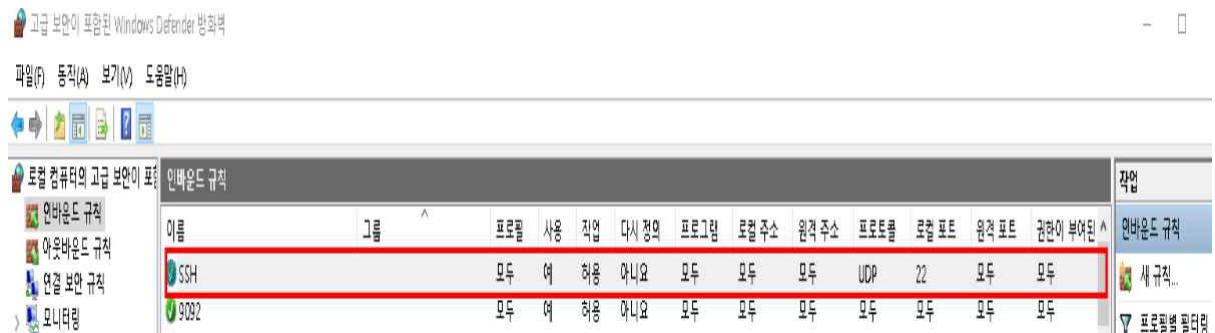 고급 보안이 포함된 Windows Defender 방화벽
파일(F) 동작(A) 보기(V) 도움말(H)
로컬 컴퓨터의 고급 보안이 포함
인바운드 규칙
아웃바운드 규칙
연결 보안 규칙
모니터링
인바운드 규칙
이름 그룹 프로필 사용 작업 다시 정의 프로그램 로컬 주소 원격 주소 프로토콜 로컬 포트 원격 포트 권한이 부여된
SSH 모두 예 허용 아니요 모두 모두 모두 UDP 22 모두 모두
9092 모두 예 허용 아니요 모두 모두 모두 모두 모두 모두 모두
작업
인바운드 규칙
새 규칙...
프로필별 필터링